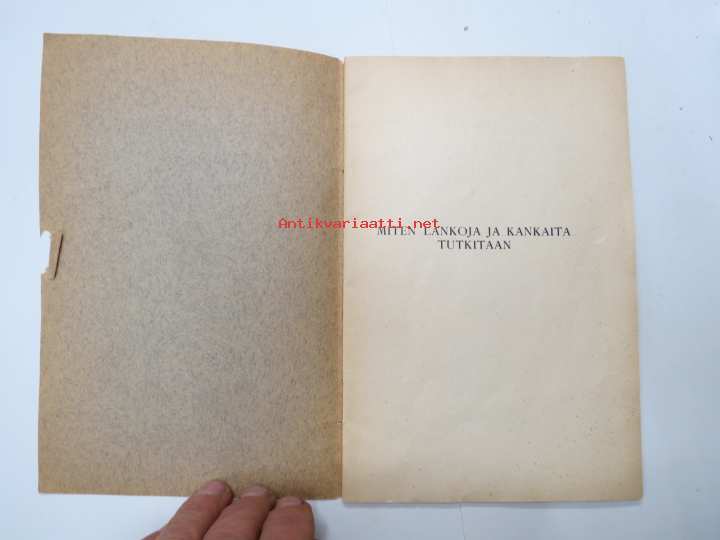 Antikvariaatti.net
MITEN LANKOJA JA KANKAITA
TUTKITAAN